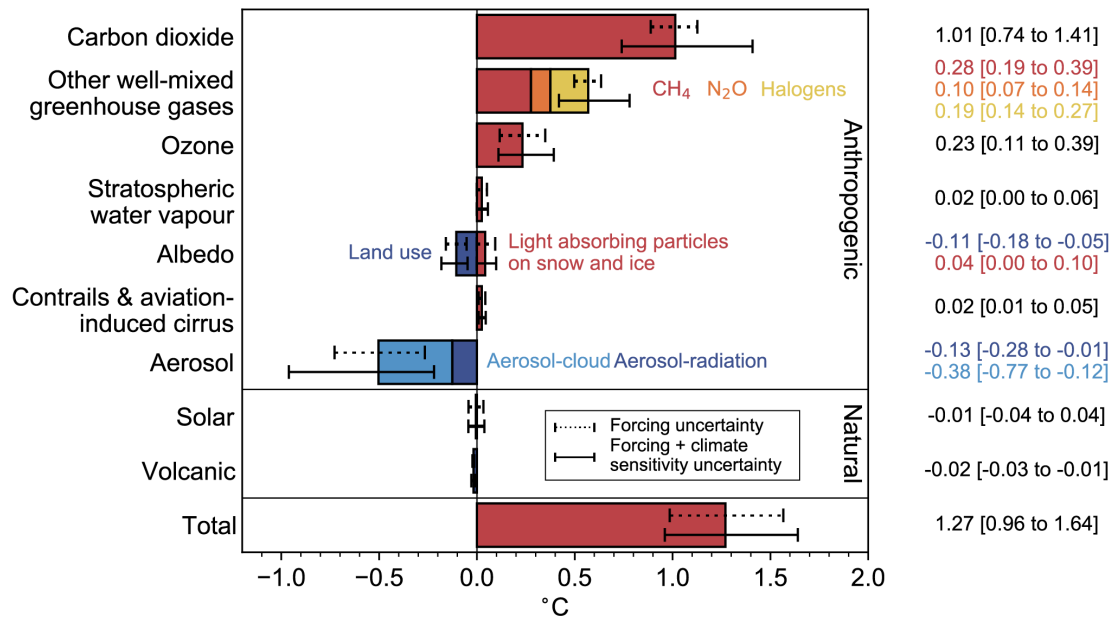 Carbon dioxide
1.01 [0.74 to 1.41]
Other well-mixed
greenhouse gases
CH₄ N₂O Halogens
0.28 [0.19 to 0.39]
0.10 [0.07 to 0.14]
0.19 [0.14 to 0.27]
Ozone
0.23 [0.11 to 0.39]
Stratospheric
water vapour
0.02 [0.00 to 0.06]
Albedo
Land use
Light absorbing particles
on snow and ice
-0.11 [-0.18 to -0.05]
0.04 [0.00 to 0.10]
Contrails & aviation-
induced cirrus
0.02 [0.01 to 0.05]
Aerosol
Aerosol-cloud Aerosol-radiation
-0.13 [-0.28 to -0.01]
-0.38 [-0.77 to -0.12]
Anthropogenic
Solar
-0.01 [-0.04 to 0.04]
Volcanic
-0.02 [-0.03 to -0.01]
Natural
Forcing uncertainty
Forcing + climate
sensitivity uncertainty
Total
1.27 [0.96 to 1.64]
−1.0 −0.5 0.0 0.5 1.0 1.5 2.0
°C